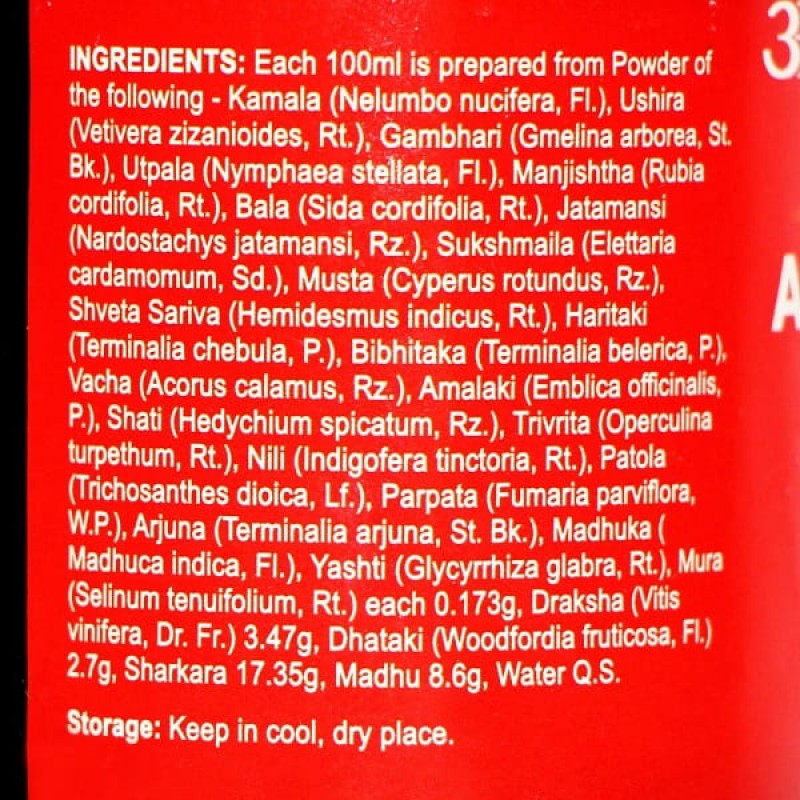 INGREDIENTS: Each 100ml is prepared from Powder of
the following - Kamala (Nelumbo nucifera, Fl.), Ushira
(Vetivera zizanioides, Rt.), Gambhari (Gmelina arborea, St.
Bk.), Utpala (Nymphaea stellata, Fl.), Manjishtha (Rubia
cordifolia, Rt.), Bala (Sida cordifolia, Rt.), Jatamansi
(Nardostachys jatamansi, Rz.), Sukshmaila (Elettaria
cardamomum, Sd.), Musta (Cyperus rotundus, Rz.),
Shveta Sariva (Hemidesmus indicus, Rt.), Haritaki
(Terminalia chebula, P.), Bibhitaka (Terminalia belerica, P.),
Vacha (Acorus calamus, Rz.), Amalaki (Emblica officinalis,
P.), Shati (Hedychium spicatum, Rz.), Trivrita (Operculina
turpethum, Rt.), Nili (Indigofera tinctoria, Rt.), Patola
(Trichosanthes dioica, Lf.), Parpata (Fumaria parviflora,
W.P.), Arjuna (Terminalia arjuna, St. Bk.), Madhuka (
Madhuca indica, Fl.), Yashti (Glycyrrhiza glabra, Rt.), Mura
(Selinum tenuifolium, Rt.) each 0.173g, Draksha (Vitis
vinifera, Dr. Fr.) 3.47g, Dhataki (Woodfordia fruticosa, Fl.)
2.7g, Sharkara 17.35g, Madhu 8.6g, Water Q.S.
Storage: Keep in cool, dry place.